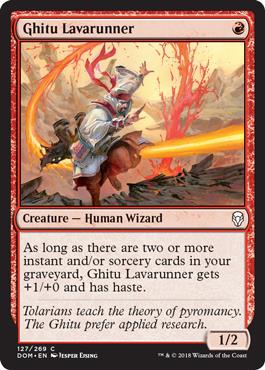 Ghitu Lavarunner
Creature — Human Wizard
As long as there are two or more
instant and/or sorcery cards in your
graveyard, Ghitu Lavarunner gets
+1/+0 and has haste.
Tolarians teach the theory of pyromancy.
The Ghitu prefer applied research.
1/2
127/269 C
DOM • EN Jesper Ejsing
™ & © 2018 Wizards of the Coast